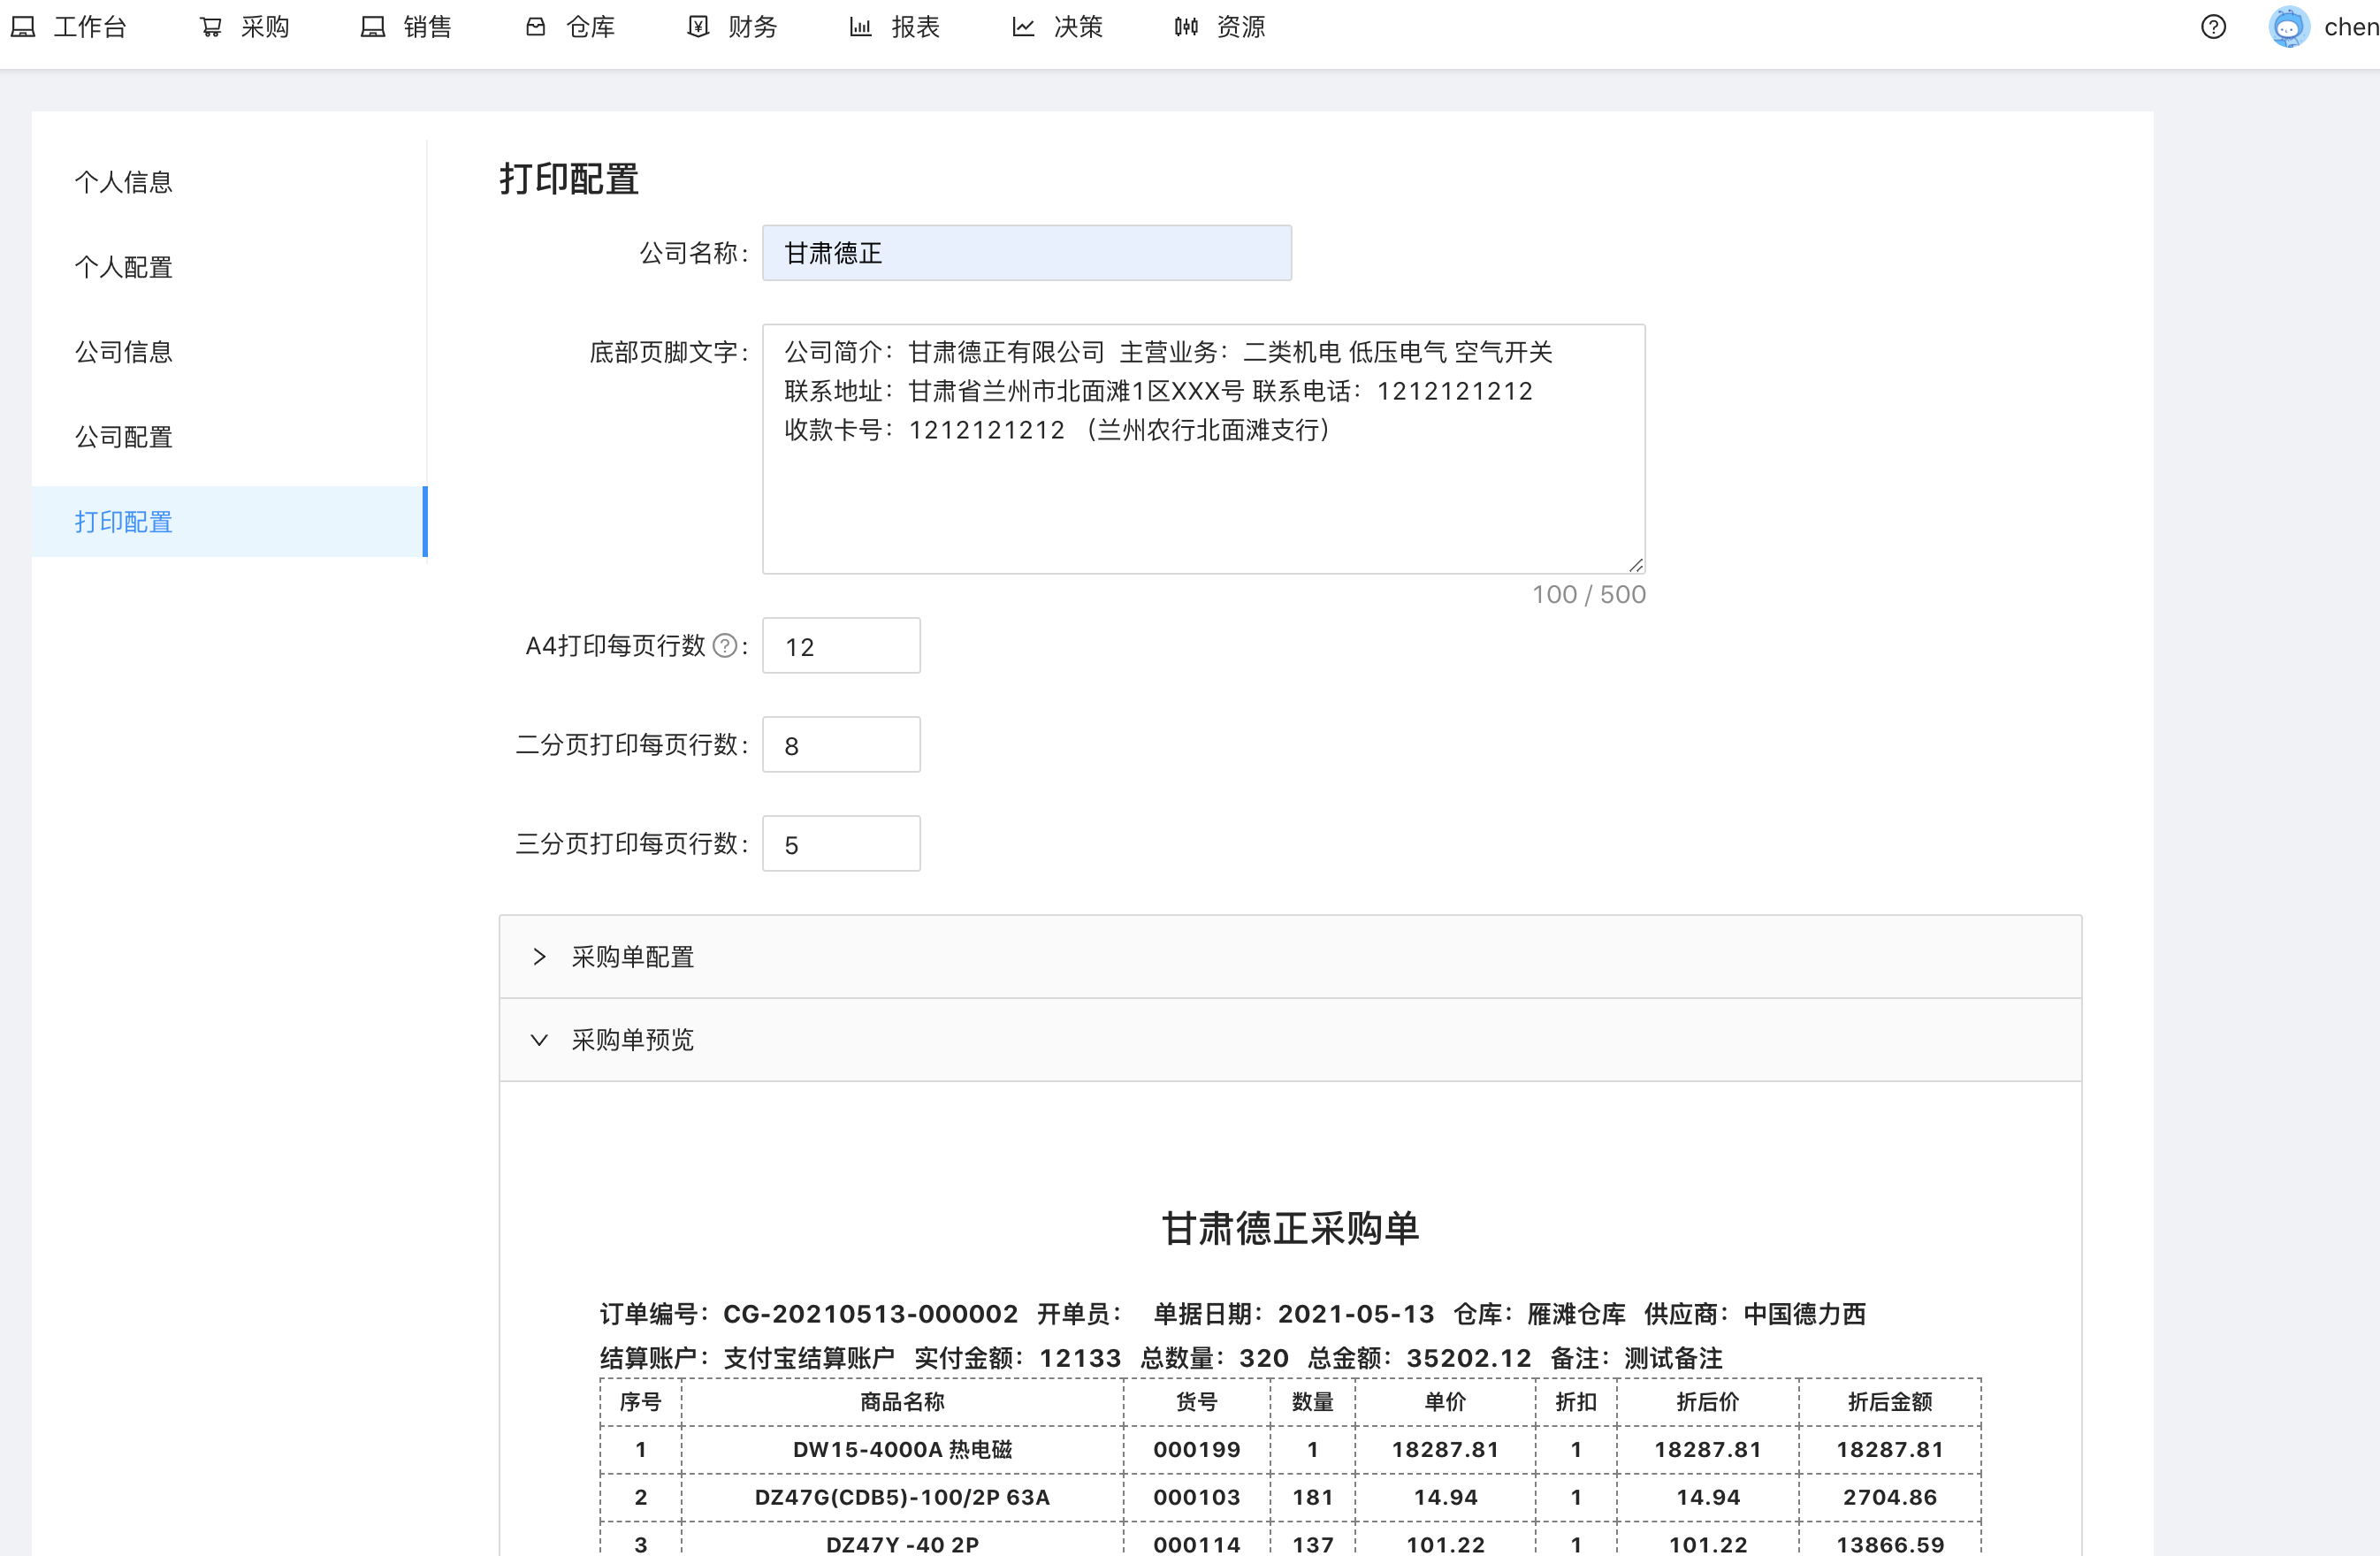 工作台 采购 销售 仓库 财务 报表 决策 资源 chen
个人信息
个人配置
公司信息
公司配置
打印配置
打印配置
公司名称: 甘肃德正
底部页脚文字: 公司简介：甘肃德正有限公司 主营业务：二类机电 低压电气 空气开关
联系地址：甘肃省兰州市北面滩1区XXX号 联系电话：1212121212
收款卡号：1212121212 （兰州农行北面滩支行）
100 / 500
A4打印每页行数 ? : 12
二分页打印每页行数: 8
三分页打印每页行数: 5
采购单配置
采购单预览
甘肃德正采购单
订单编号：CG-20210513-000002 开单员： 单据日期：2021-05-13 仓库：雁滩仓库 供应商：中国德力西
结算账户：支付宝结算账户 实付金额：12133 总数量：320 总金额：35202.12 备注：测试备注
序号 商品名称 货号 数量 单价 折扣 折后价 折后金额
1 DW15-4000A 热电磁 000199 1 18287.81 1 18287.81 18287.81
2 DZ47G(CDB5)-100/2P 63A 000103 181 14.94 1 14.94 2704.86
3 DZ47Y -40 2P 000114 137 101.22 1 101.22 13866.59